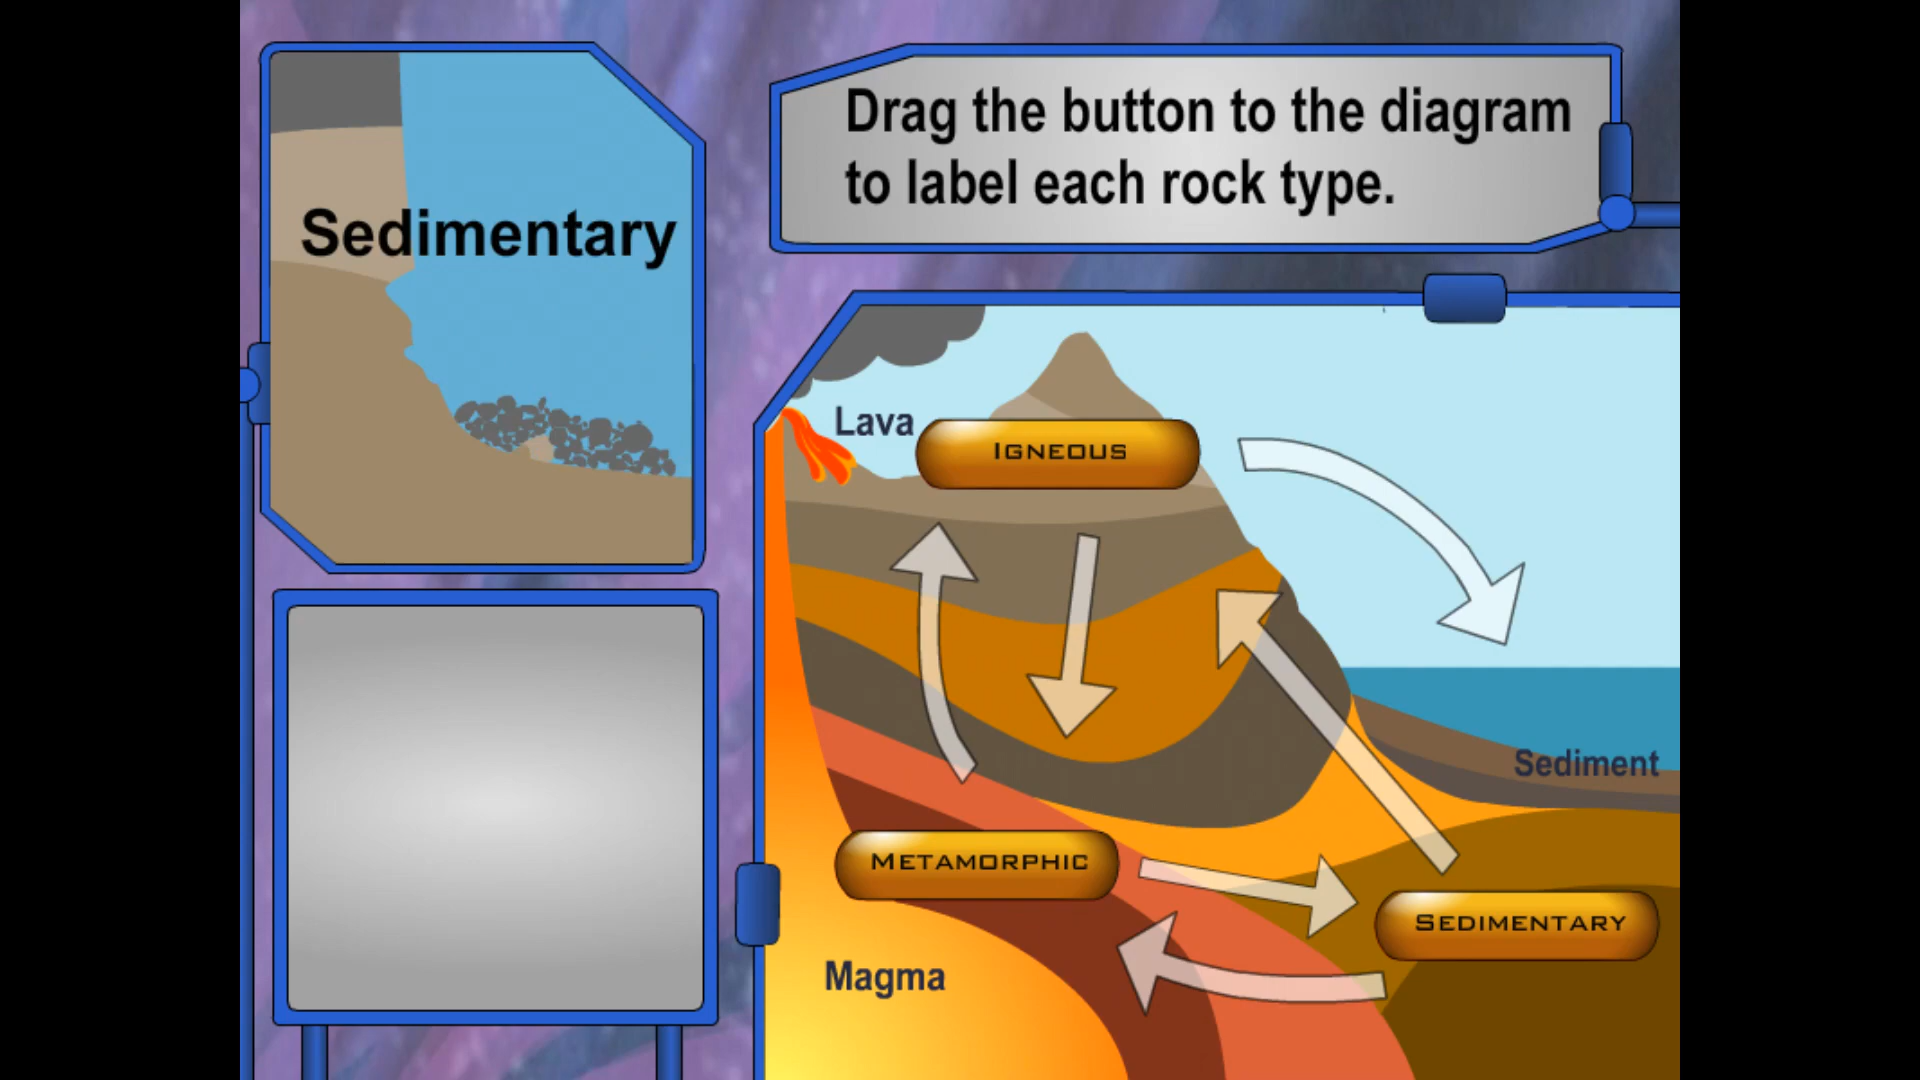 Sedimentary
Drag the button to the diagram
to label each rock type.
Lava
IGNEOUS
Sediment
METAMORPHIC
SEDIMENTARY
Magma